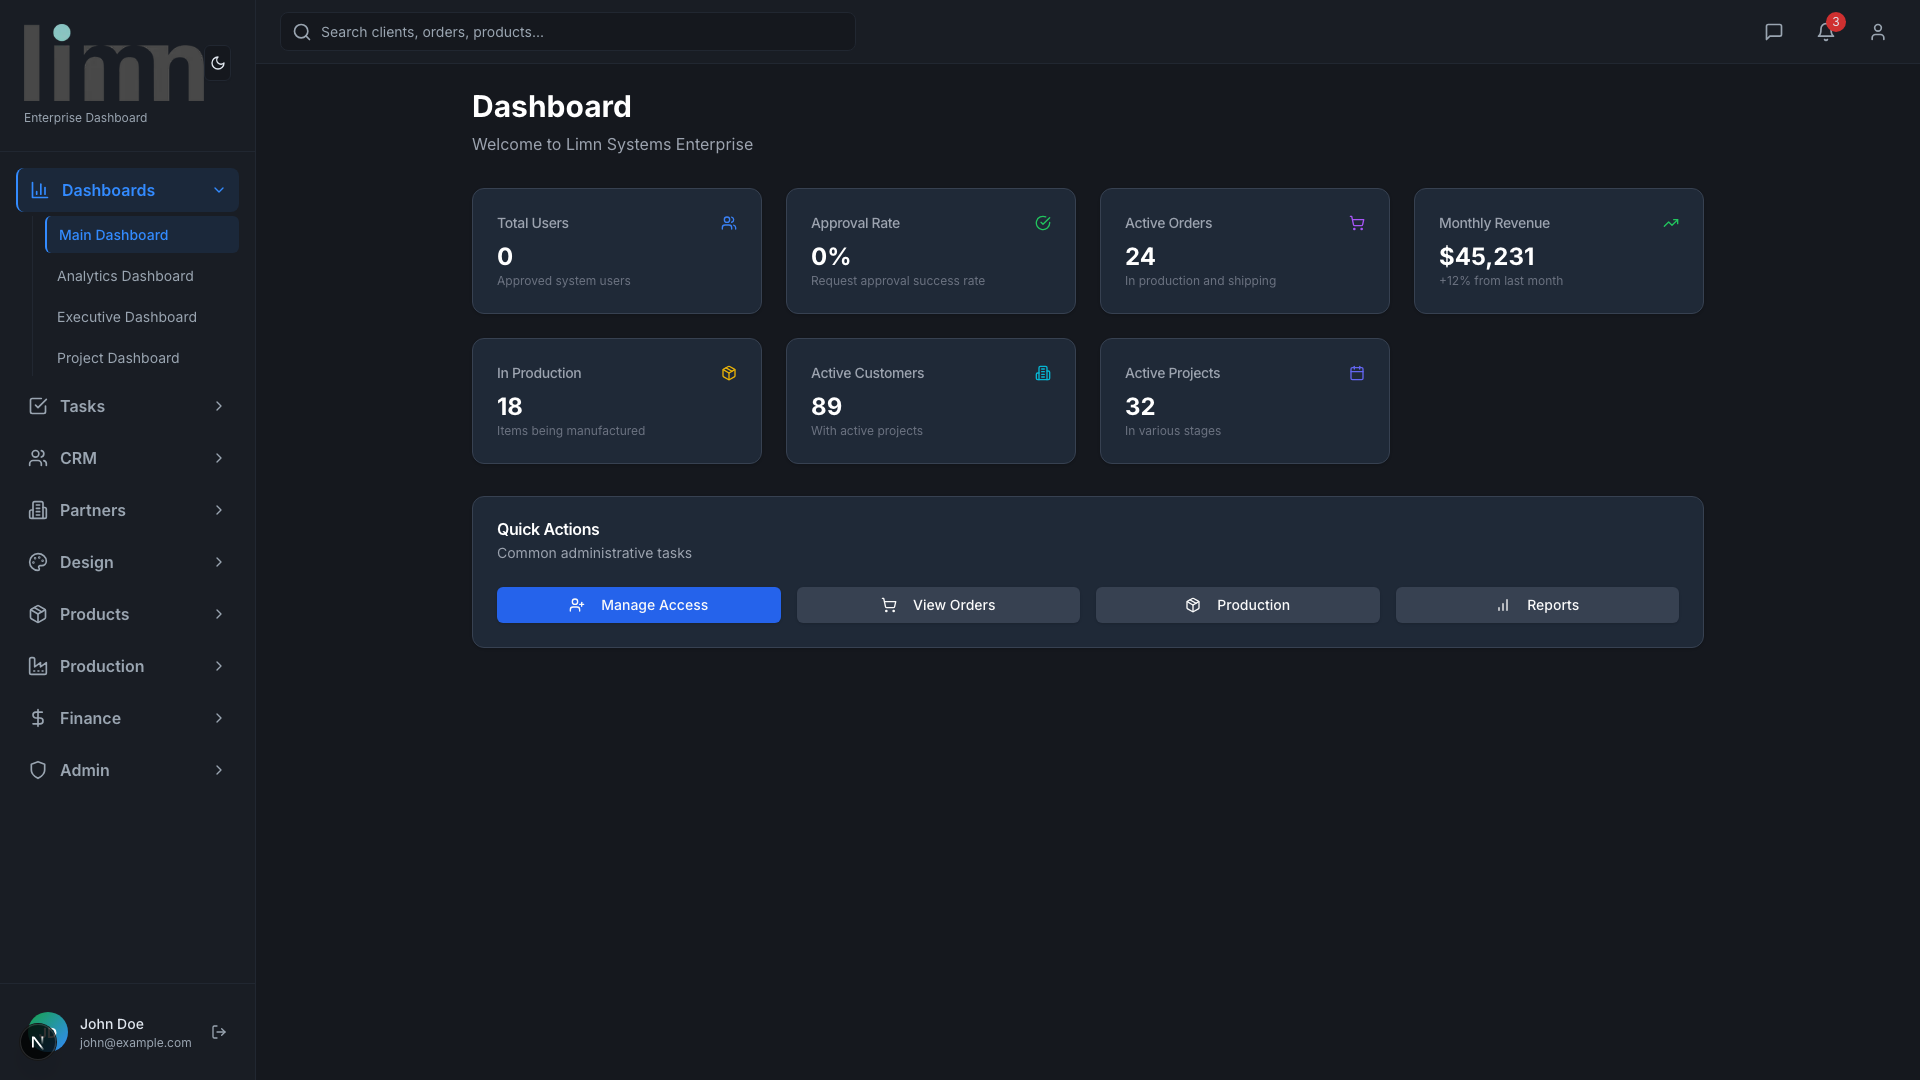 limn
Enterprise Dashboard
Dashboards
Main Dashboard
Analytics Dashboard
Executive Dashboard
Project Dashboard
Tasks
CRM
Partners
Design
Products
Production
Finance
Admin
N
John Doe
john@example.com
Search clients, orders, products...
3
Dashboard
Welcome to Limn Systems Enterprise
Total Users
0
Approved system users
Approval Rate
0%
Request approval success rate
Active Orders
24
In production and shipping
Monthly Revenue
$45,231
+12% from last month
In Production
18
Items being manufactured
Active Customers
89
With active projects
Active Projects
32
In various stages
Quick Actions
Common administrative tasks
Manage Access
View Orders
Production
Reports